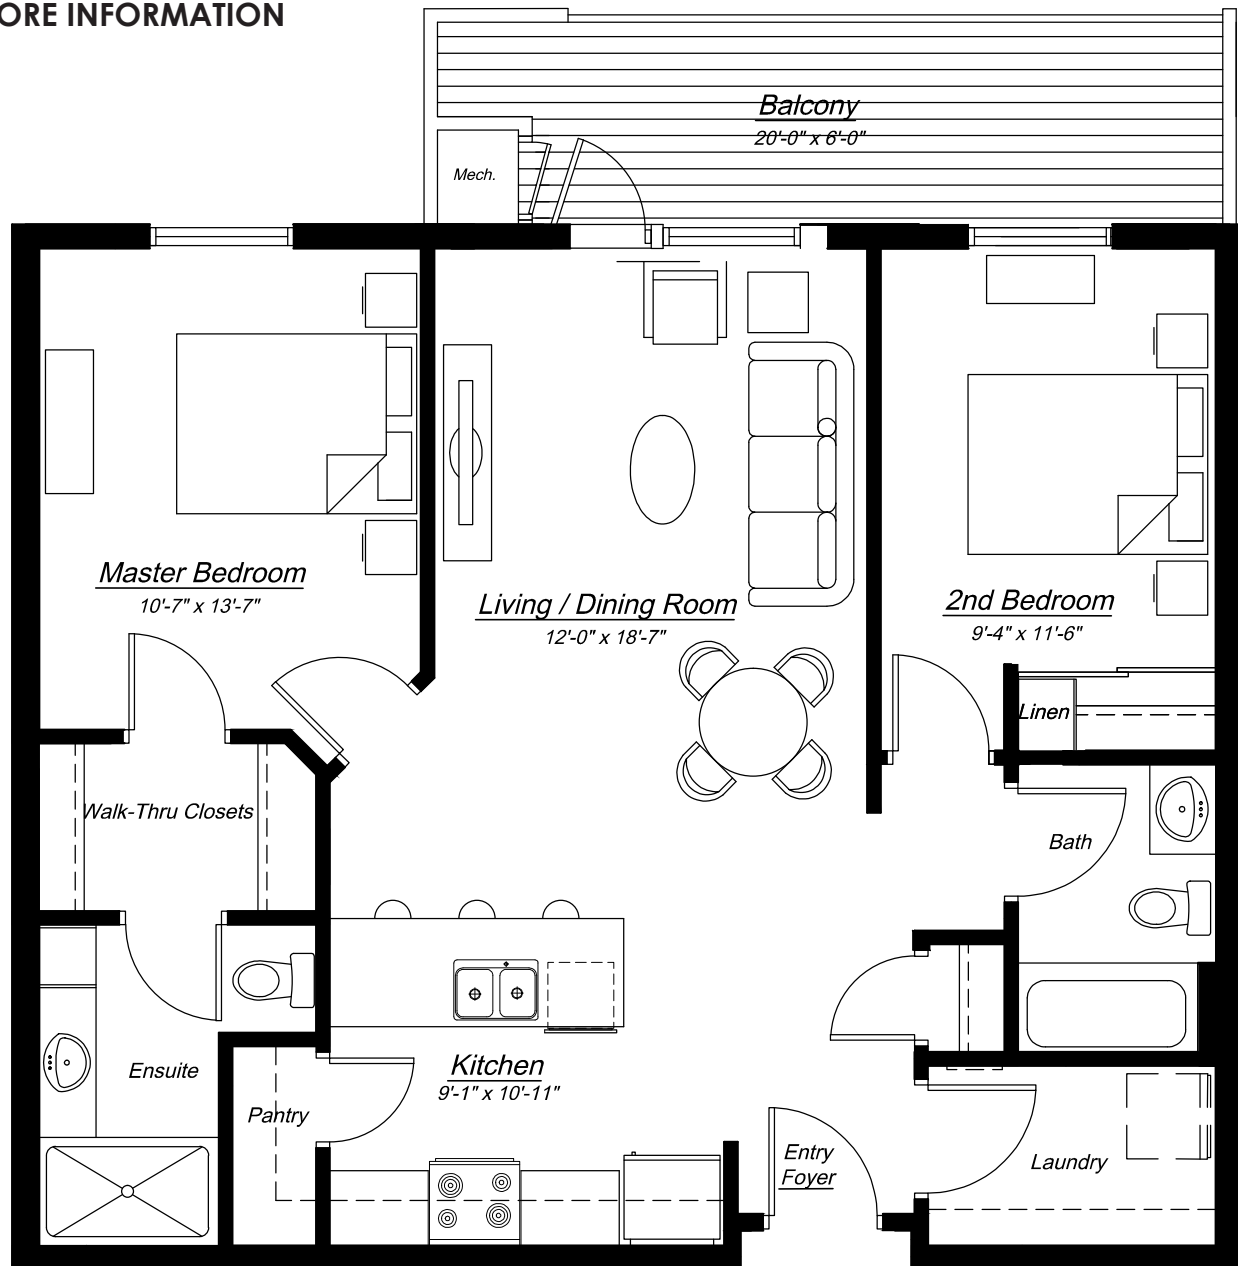 ORE INFORMATION
Balcony
20'-0" x 6'-0"
Mech.
Master Bedroom
10'-7" x 13'-7"
Living / Dining Room
12'-0" x 18'-7"
2nd Bedroom
9'-4" x 11'-6"
Linen
Walk-Thru Closets
Bath
Ensuite
Kitchen
9'-1" x 10'-11"
Pantry
Entry
Foyer
Laundry